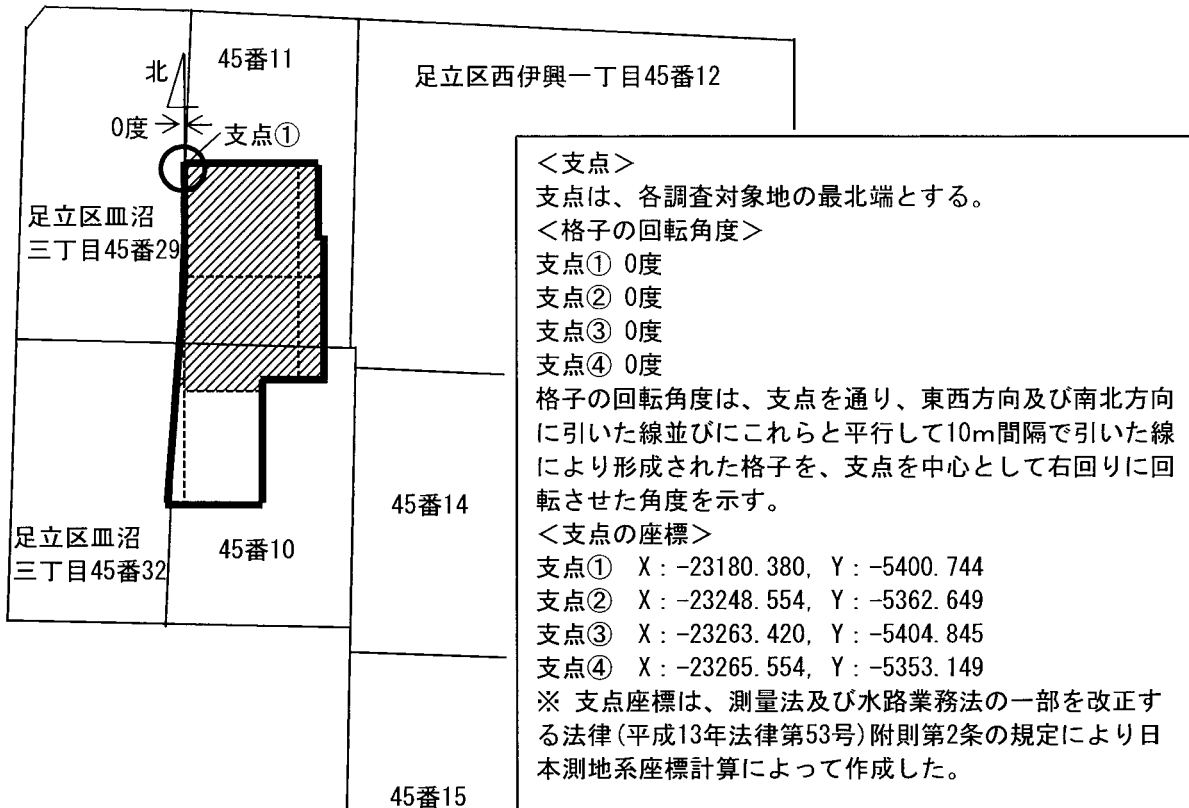 45番11
北
足立区西伊興一丁目45番12
0度
支点①
足立区皿沼
三丁目45番29
45番14
足立区皿沼
三丁目45番32
45番10
45番15
＜支点＞
支点は、各調査対象地の最北端とする。
＜格子の回転角度＞
支点① 0度
支点② 0度
支点③ 0度
支点④ 0度
格子の回転角度は、支点を通り、東西方向及び南北方向
に引いた線並びにこれらと平行して10m間隔で引いた線
により形成された格子を、支点を中心として右回りに回
転させた角度を示す。
＜支点の座標＞
支点① X：-23180.380, Y：-5400.744
支点② X：-23248.554, Y：-5362.649
支点③ X：-23263.420, Y：-5404.845
支点④ X：-23265.554, Y：-5353.149
※ 支点座標は、測量法及び水路業務法の一部を改正す
る法律(平成13年法律第53号)附則第2条の規定により日
本測地系座標計算によって作成した。